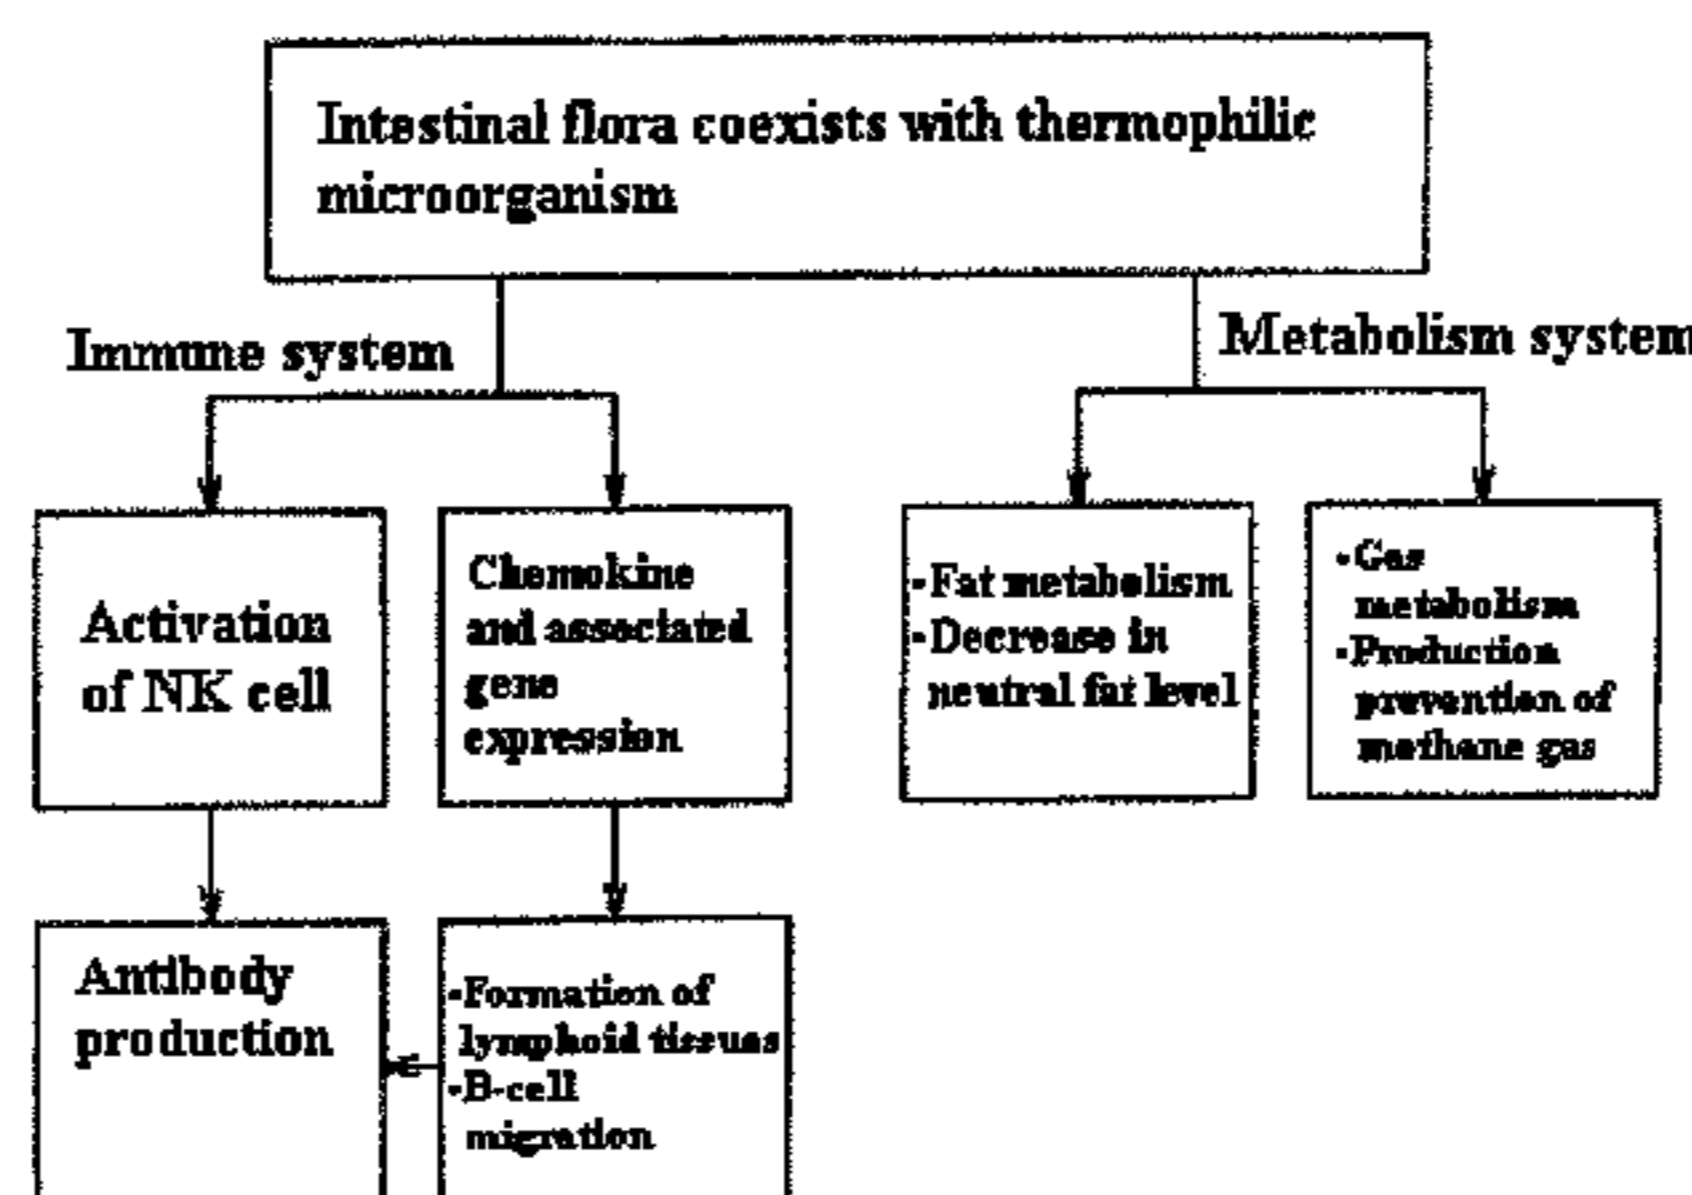 Intestinal flora coexists with thermophilic
microorganism
Immune system
Metabolism system
Activation
of NK cell
Chemokine
and associated
gene
expression
-Fat metabolism
-Decrease in
neutral fat level
-Gas
metabolism
-Production
prevention of
methane gas
Antibody
production
-Formation of
lymphoid tissues
-B-cell
migration